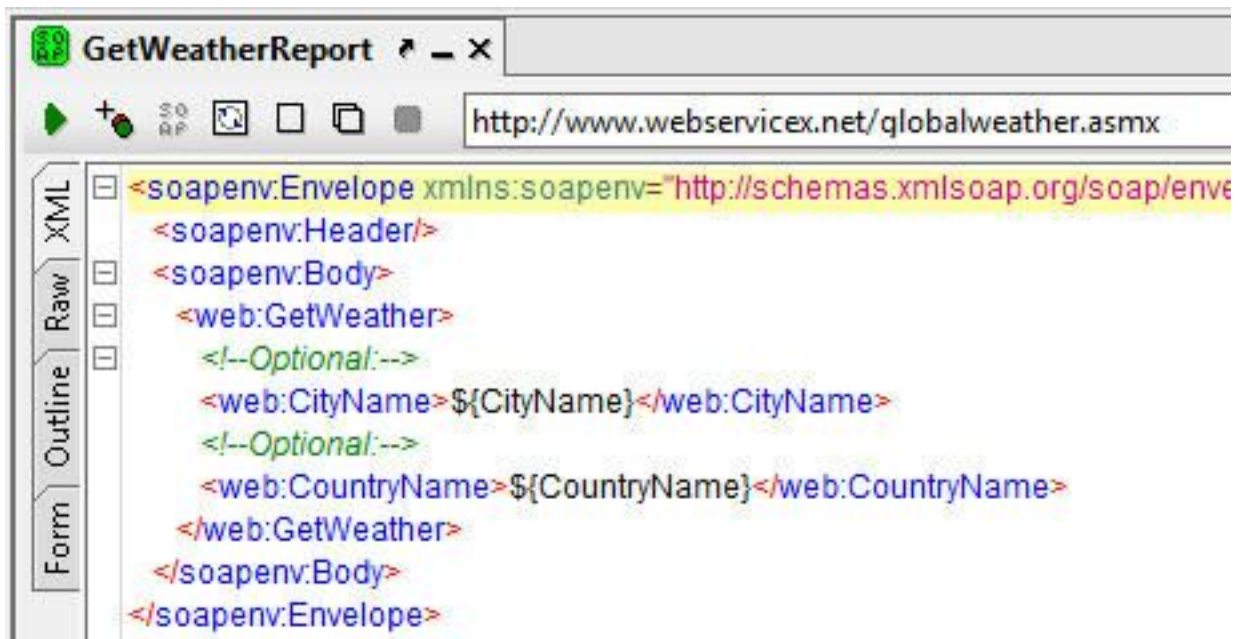 GetWeatherReport
http://www.webservicex.net/globalweather.asmx
XML
Raw
Outline
Form
<soapenv:Envelope xmlns:soapenv="http://schemas.xmlsoap.org/soap/enve
<soapenv:Header/>
<soapenv:Body>
<web:GetWeather>
<!--Optional:-->
<web:CityName>${CityName}</web:CityName>
<!--Optional:-->
<web:CountryName>${CountryName}</web:CountryName>
</web:GetWeather>
</soapenv:Body>
</soapenv:Envelope>